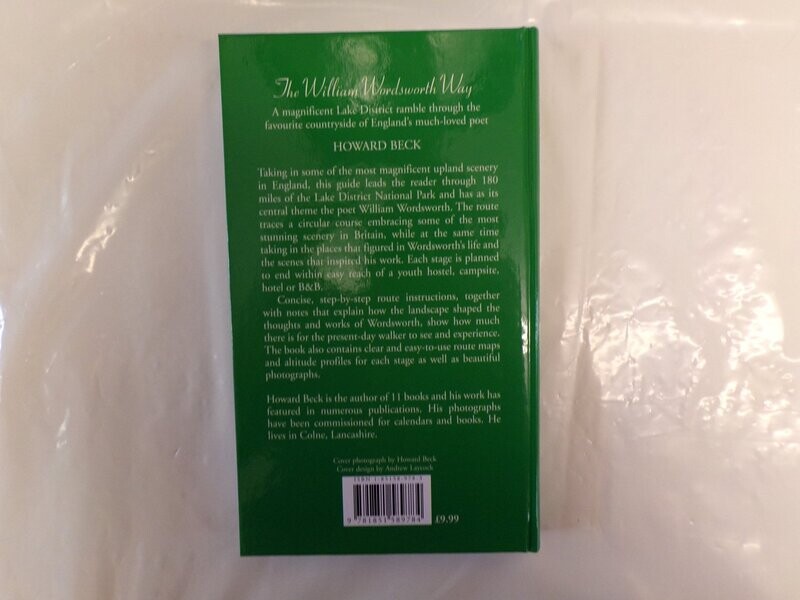 The William Wordsworth Way
A magnificent Lake District ramble through the
favourite countryside of England's much-loved poet
HOWARD BECK
Taking in some of the most magnificent upland scenery
in England, this guide leads the reader through 180
miles of the Lake District National Park and has as its
central theme the poet William Wordsworth. The route
traces a circular course embracing some of the most
stunning scenery in Britain, while at the same time
taking in the places that figured in Wordsworth's life and
the scenes that inspired his work. Each stage is planned
to end within easy reach of a youth hostel, campsite,
hotel or B&B.
Concise, step-by-step route instructions, together
with notes that explain how the landscape shaped the
thoughts and works of Wordsworth, show how much
there is for the present-day walker to see and experience.
The book also contains clear and easy-to-use route maps
and altitude profiles for each stage as well as beautiful
photographs.
Howard Beck is the author of 11 books and his work has
featured in numerous publications. His photographs
have been commissioned for calendars and books. He
lives in Colne, Lancashire.
Cover photograph by Howard Beck
Cover design by Andrew Laycock
ISBN 1-85158-978-3
9 781851 589784
£9.99